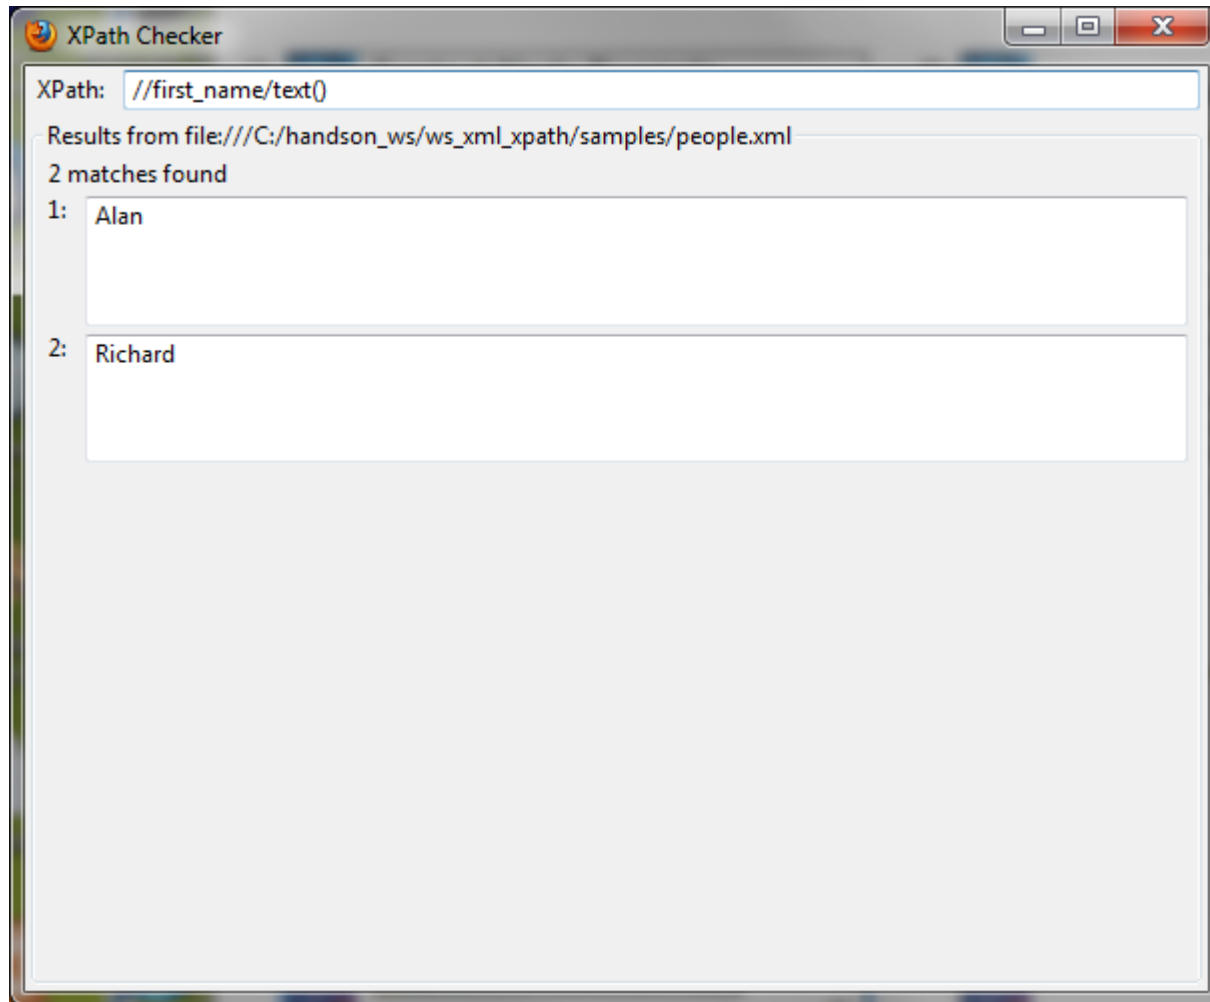 XPath Checker
XPath: //first_name/text()
Results from file:///C:/handson_ws/ws_xml_xpath/samples/people.xml
2 matches found
1: Alan
2: Richard